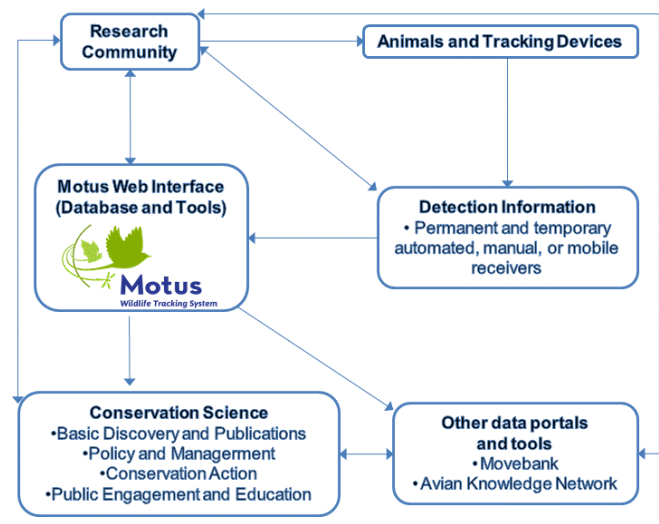 Research
Community
Animals and Tracking Devices
Motus Web Interface
(Database and Tools)
Motus
Wildlife Tracking System
Detection Information
• Permanent and temporary
automated, manual, or mobile
receivers
Conservation Science
•Basic Discovery and Publications
•Policy and Management
•Conservation Action
•Public Engagement and Education
Other data portals
and tools
• Movebank
• Avian Knowledge Network